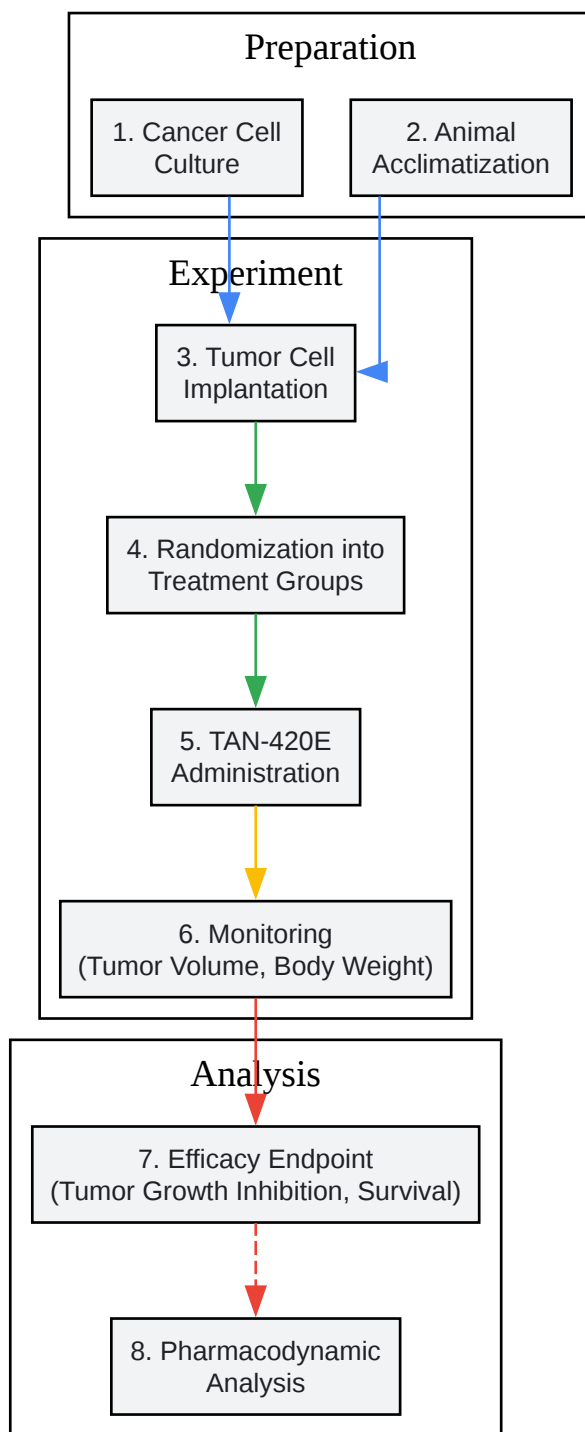 Preparation
1. Cancer Cell
Culture
2. Animal
Acclimatization
Experiment
3. Tumor Cell
Implantation
4. Randomization into
Treatment Groups
5. TAN-420E
Administration
6. Monitoring
(Tumor Volume, Body Weight)
Analysis
7. Efficacy Endpoint
(Tumor Growth Inhibition, Survival)
8. Pharmacodynamic
Analysis